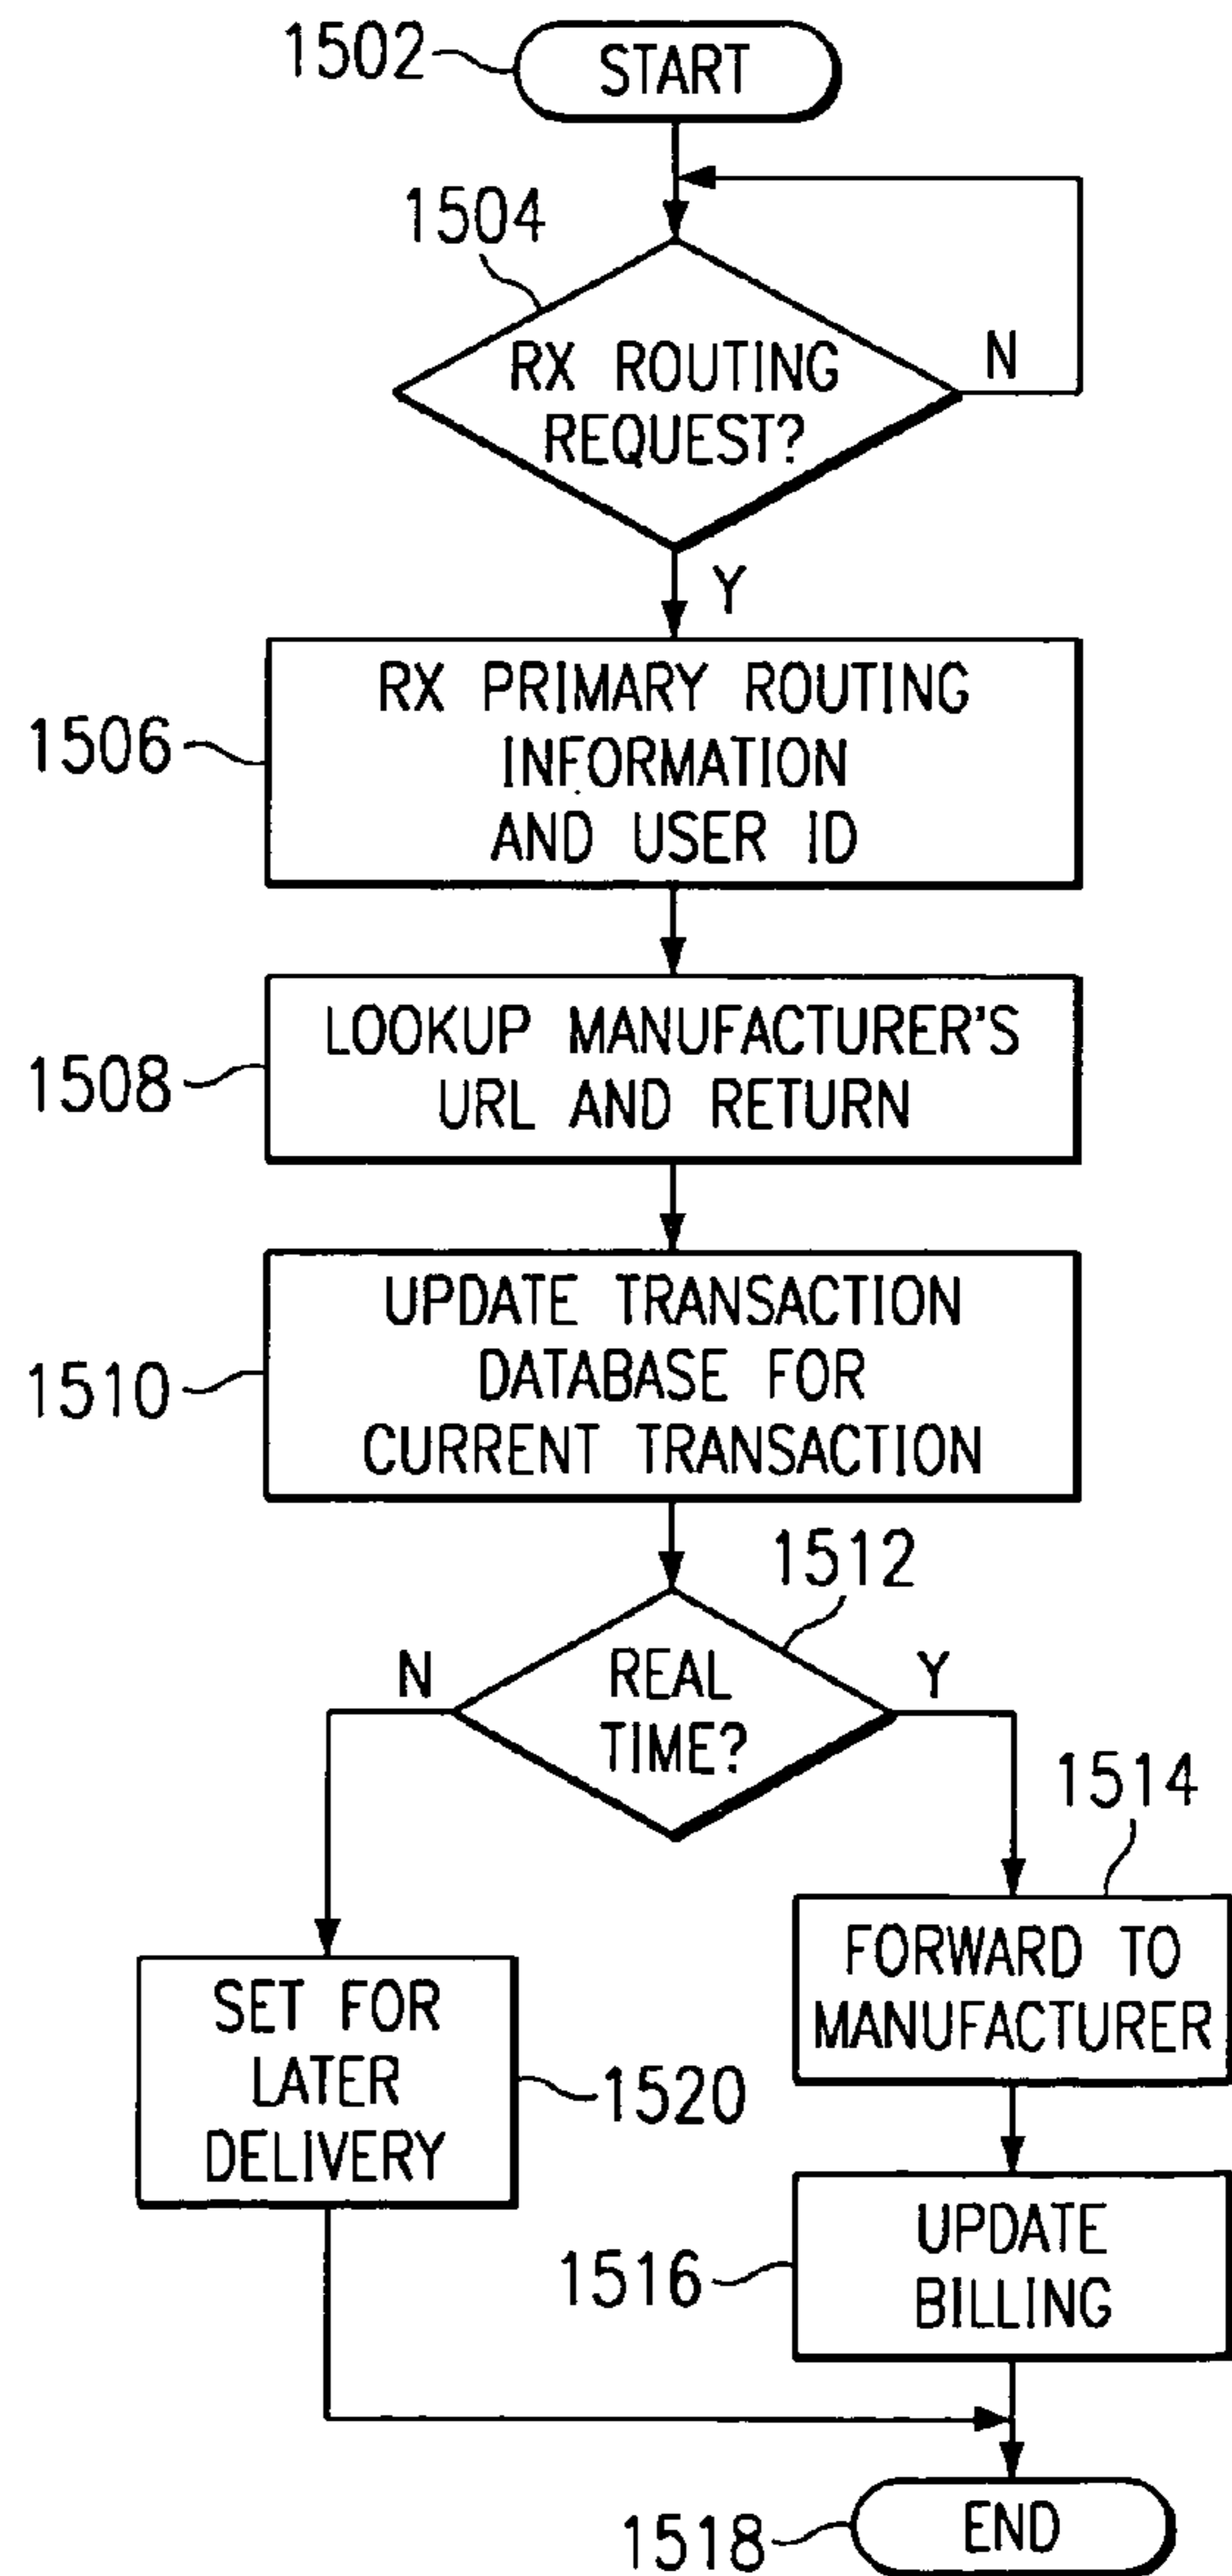 1502
START
1504
RX ROUTING
REQUEST?
N
Y
1506
RX PRIMARY ROUTING
INFORMATION
AND USER ID
1508
LOOKUP MANUFACTURER'S
URL AND RETURN
1510
UPDATE TRANSACTION
DATABASE FOR
CURRENT TRANSACTION
1512
N
REAL
TIME?
Y
1514
FORWARD TO
MANUFACTURER
SET FOR
LATER
DELIVERY
1520
1516
UPDATE
BILLING
1518
END